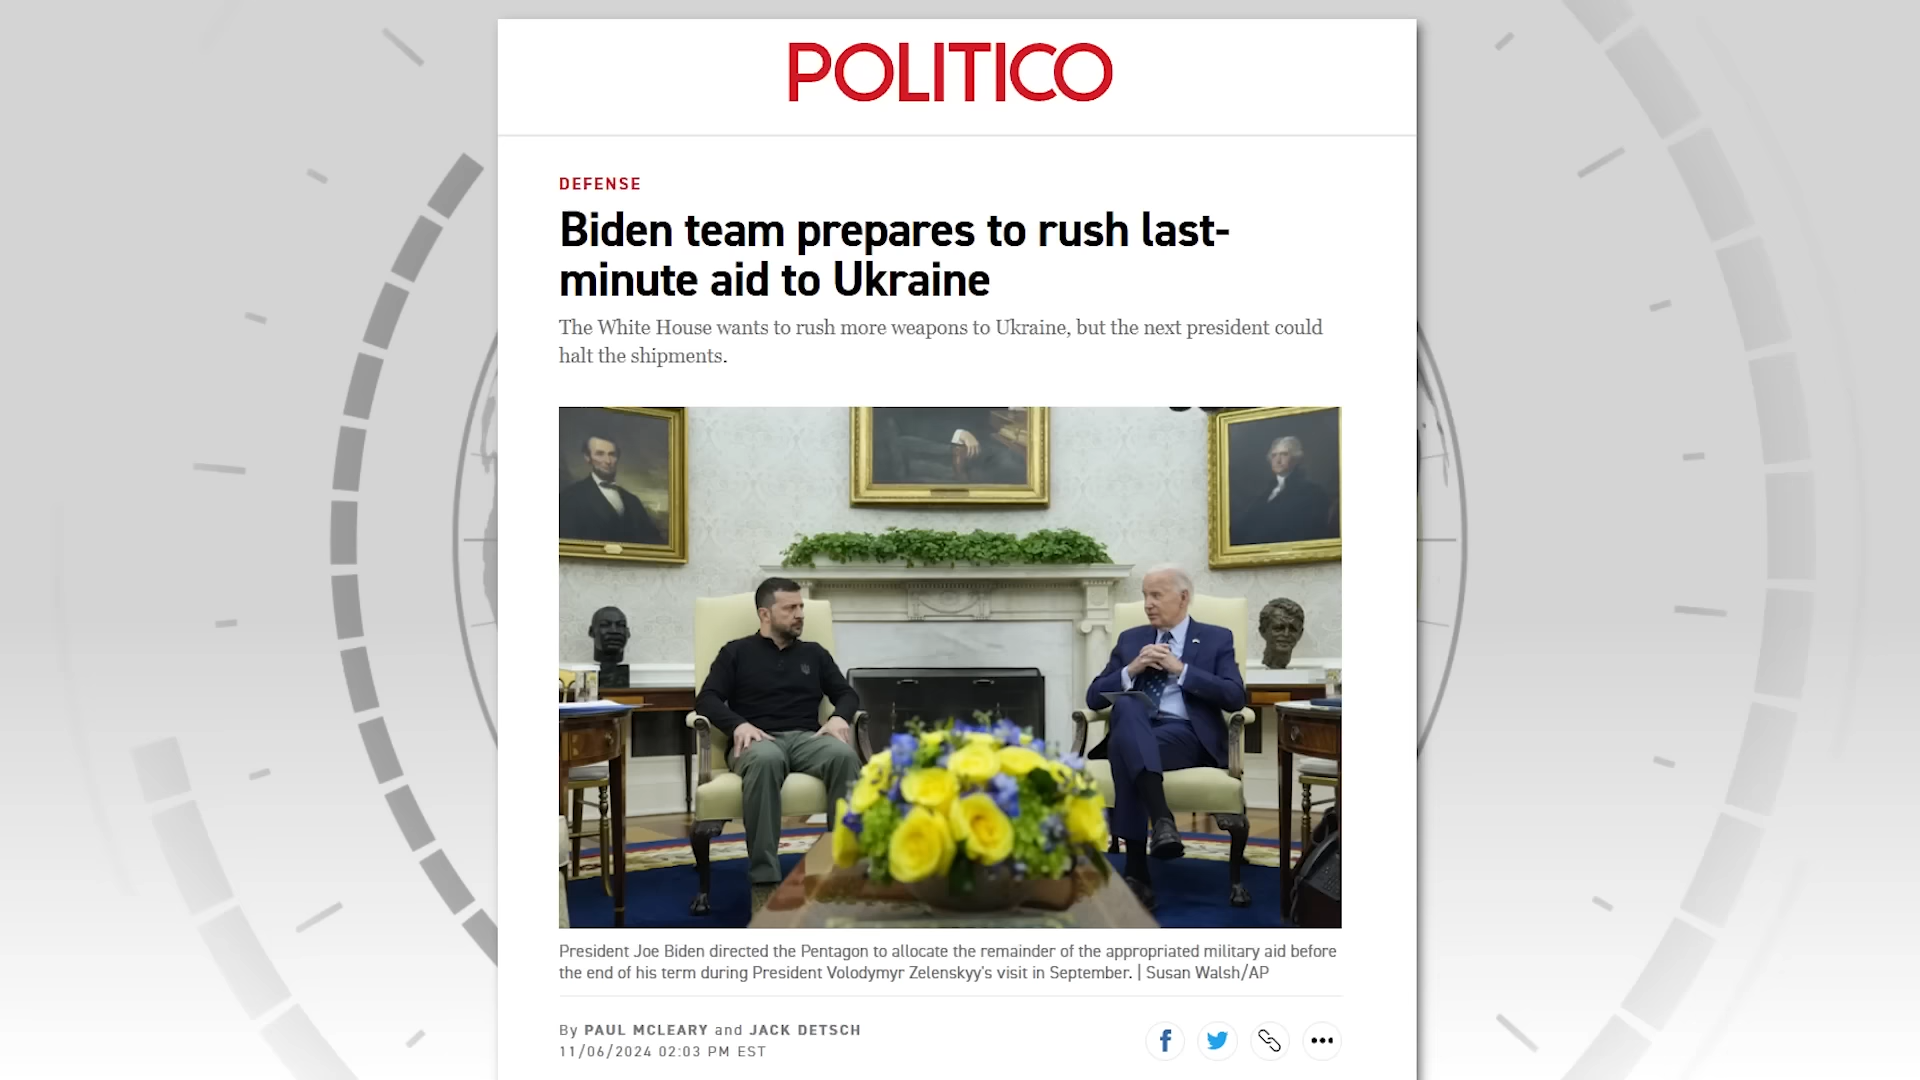 POLITICO
DEFENSE
Biden team prepares to rush last-
minute aid to Ukraine
The White House wants to rush more weapons to Ukraine, but the next president could
halt the shipments.
President Joe Biden directed the Pentagon to allocate the remainder of the appropriated military aid before
the end of his term during President Volodymyr Zelenskyy's visit in September. | Susan Walsh/AP
By PAUL MCLEARY and JACK DETSCH
11/06/2024 02:03 PM EST